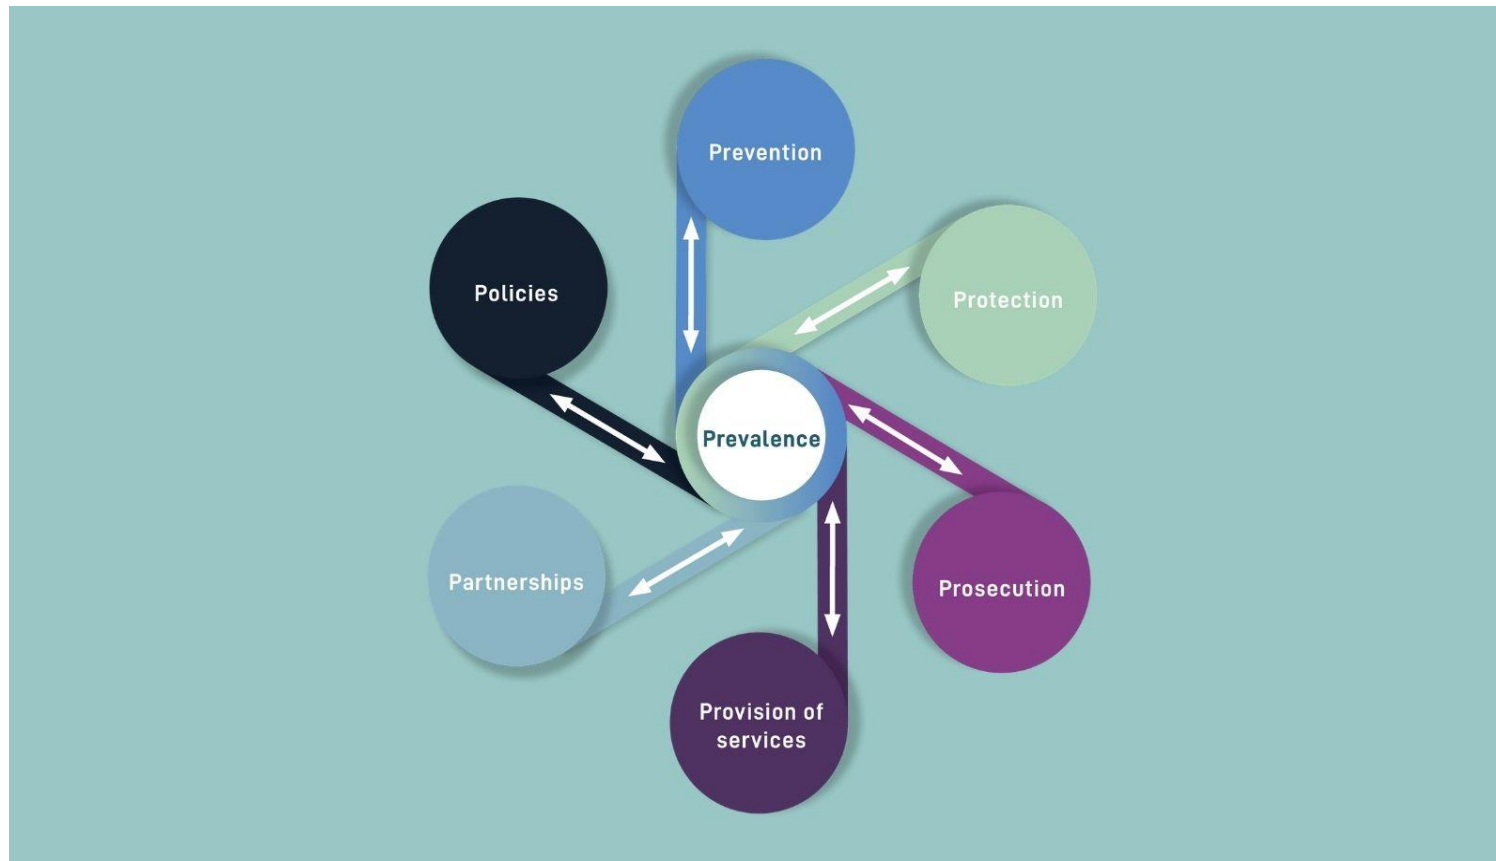 Prevention
Policies
Protection
Prevalence
Partnerships
Prosecution
Provision of
services